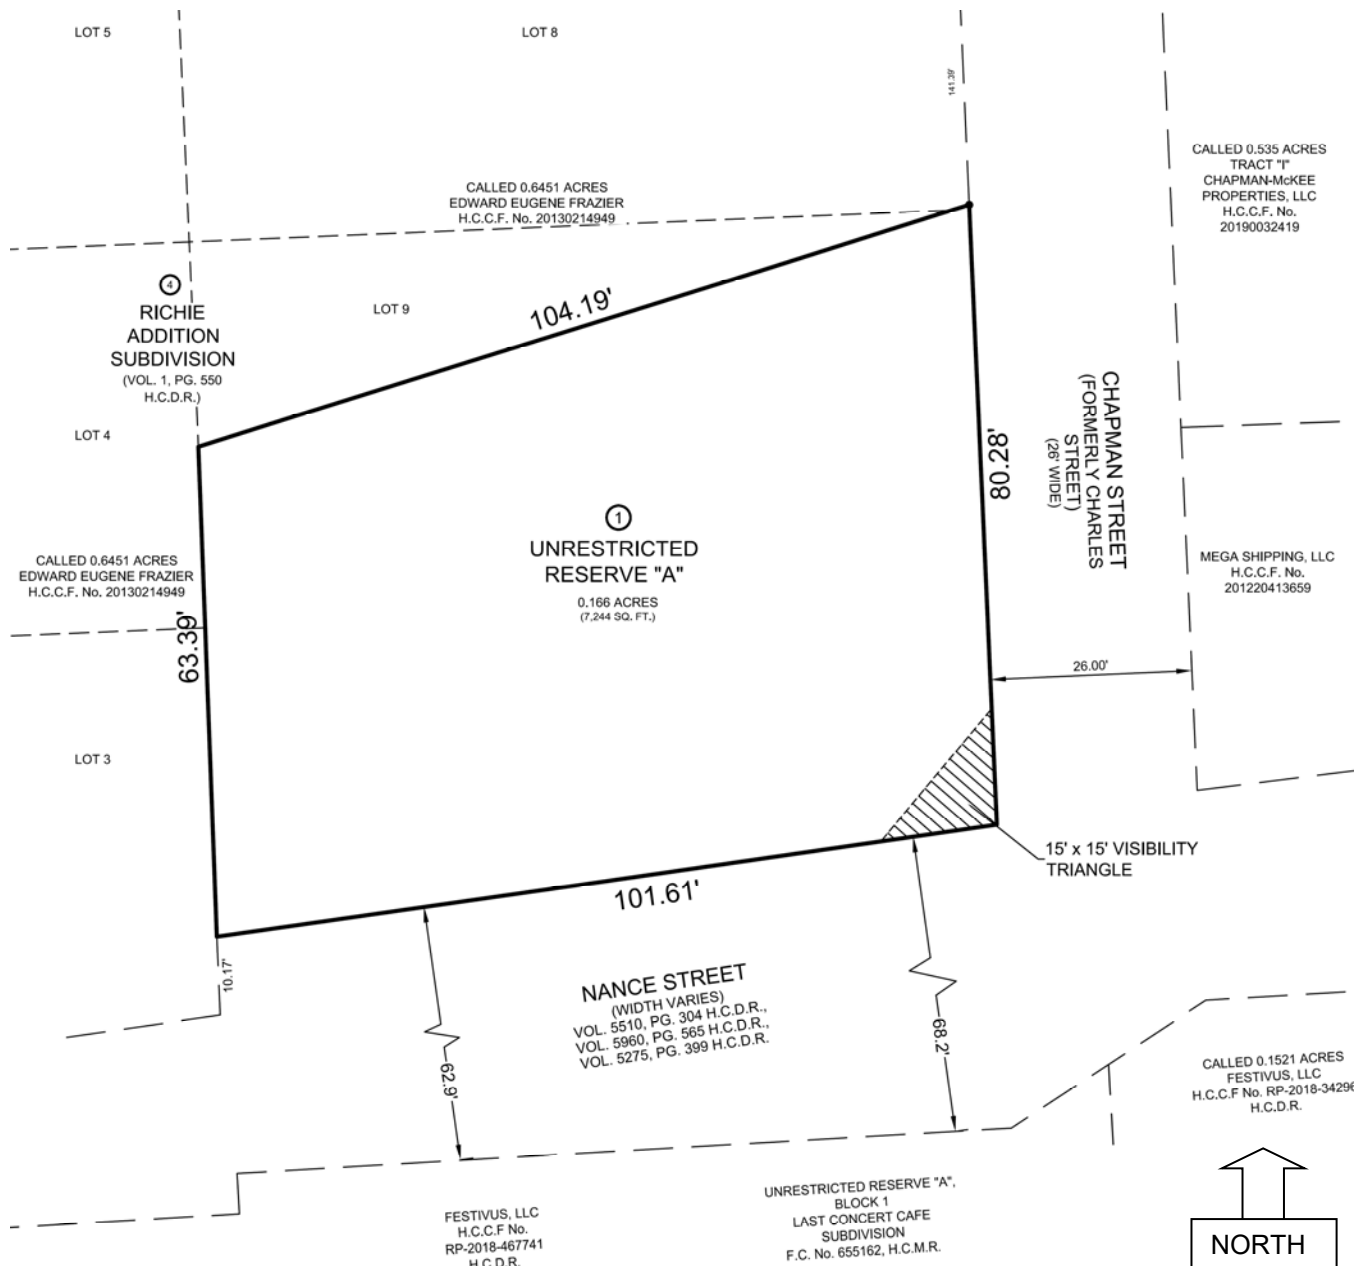 LOT 5
LOT 8
141.39'
CALLED 0.535 ACRES
TRACT "I"
CHAPMAN-McKEE
PROPERTIES, LLC
H.C.C.F. No.
20190032419
CALLED 0.6451 ACRES
EDWARD EUGENE FRAZIER
H.C.C.F. No. 20130214949
4
RICHIE
ADDITION
SUBDIVISION
(VOL. 1, PG. 550
H.C.D.R.)
LOT 9
104.19'
LOT 4
CHAPMAN STREET
(FORMERLY CHARLES
STREET)
(26' WIDE)
80.28'
1
UNRESTRICTED
RESERVE "A"
0.166 ACRES
(7,244 SQ. FT.)
CALLED 0.6451 ACRES
EDWARD EUGENE FRAZIER
H.C.C.F. No. 20130214949
63.39'
MEGA SHIPPING, LLC
H.C.C.F. No.
201220413659
26.00'
LOT 3
15' x 15' VISIBILITY
TRIANGLE
101.61'
10.17'
NANCE STREET
(WIDTH VARIES)
VOL. 5510, PG. 304 H.C.D.R.,
VOL. 5960, PG. 565 H.C.D.R.,
VOL. 5275, PG. 399 H.C.D.R.
62.9'
68.2'
CALLED 0.1521 ACRES
FESTIVUS, LLC
H.C.C.F No. RP-2018-34296
H.C.D.R.
FESTIVUS, LLC
H.C.C.F No.
RP-2018-467741
H.C.D.R.
UNRESTRICTED RESERVE "A",
BLOCK 1
LAST CONCERT CAFE
SUBDIVISION
F.C. No. 655162, H.C.M.R.
NORTH